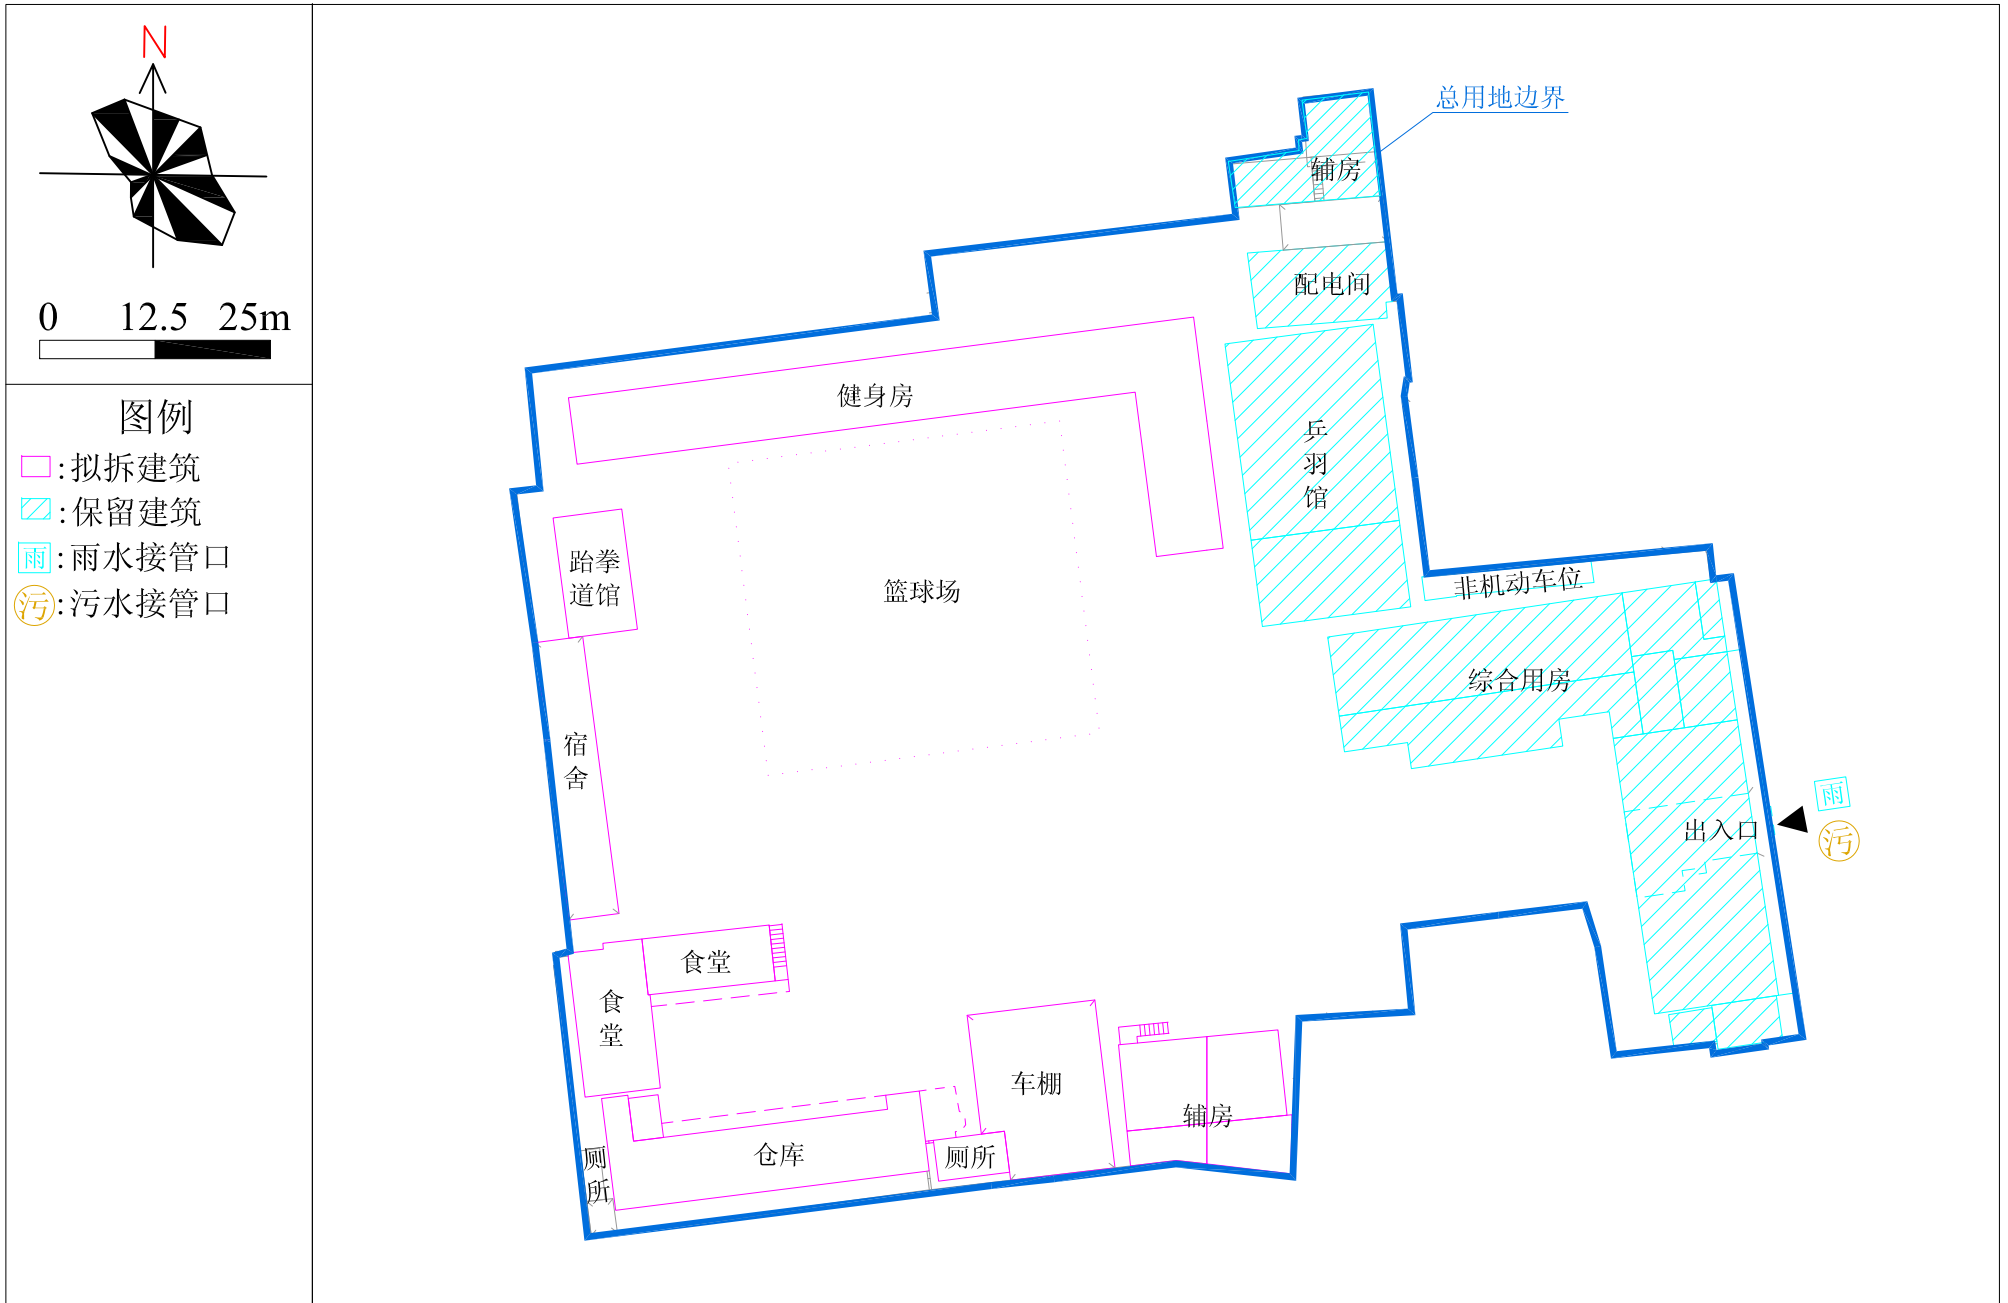 N
0 12.5 25m
图例
:拟拆建筑
:保留建筑
雨:雨水接管口
污:污水接管口
总用地边界
辅房
配电间
健身房
乒
羽
馆
跆拳
道馆
篮球场
非机动车位
综合用房
宿
舍
雨
出入口
污
食堂
食
堂
车棚
辅房
仓库
厕所
厕
所